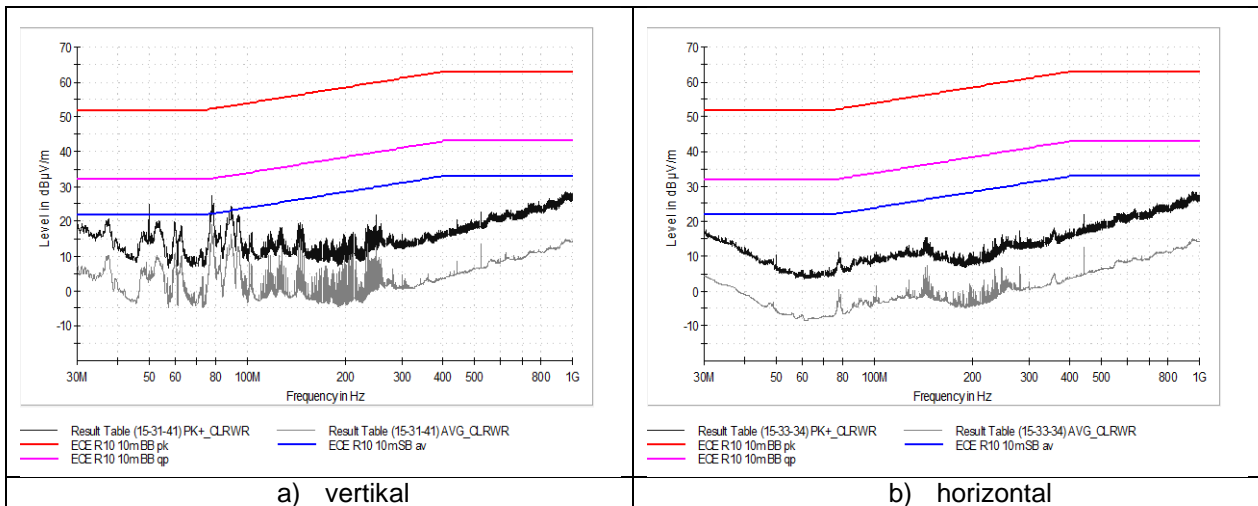 70
60
50
40
30
20
10
0
-10
Level in dBµV/m
30M 50 60 80 100M 200 300 400 500 800 1G
Frequency in Hz
Result Table (15-31-41) PK+_CLRWR Result Table (15-31-41) AVG_CLRWR
ECE R10 10m BB pk ECE R10 10m SB av
ECE R10 10m BB qp
a) vertikal
70
60
50
40
30
20
10
0
-10
Level in dBµV/m
30M 50 60 80 100M 200 300 400 500 800 1G
Frequency in Hz
Result Table (15-33-34) PK+_CLRWR Result Table (15-33-34) AVG_CLRWR
ECE R10 10m BB pk ECE R10 10m SB av
ECE R10 10m BB qp
b) horizontal